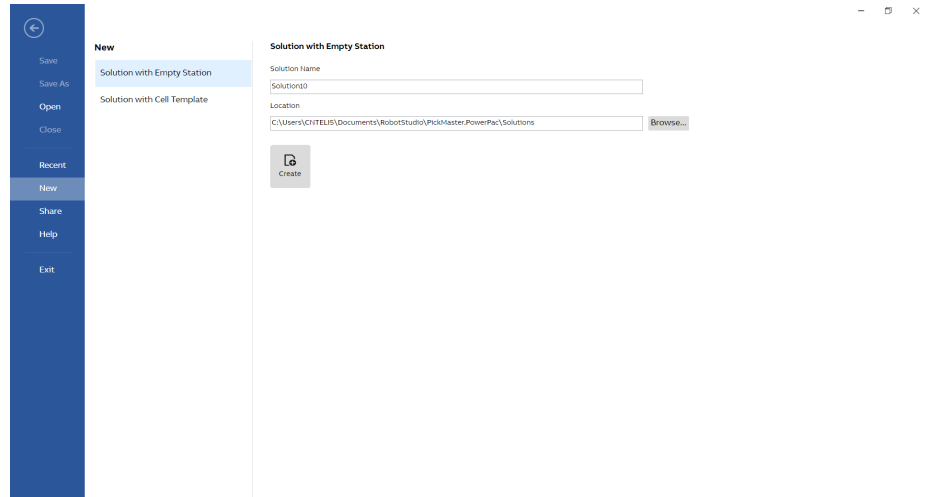 Save
Save As
Open
Close
Recent
New
Share
Help
Exit
New
Solution with Empty Station
Solution with Cell Template
Solution with Empty Station
Solution Name
Solution10
Location
C:\Users\CNTELIS\Documents\RobotStudio\PickMaster.PowerPac\Solutions
Browse...
Create